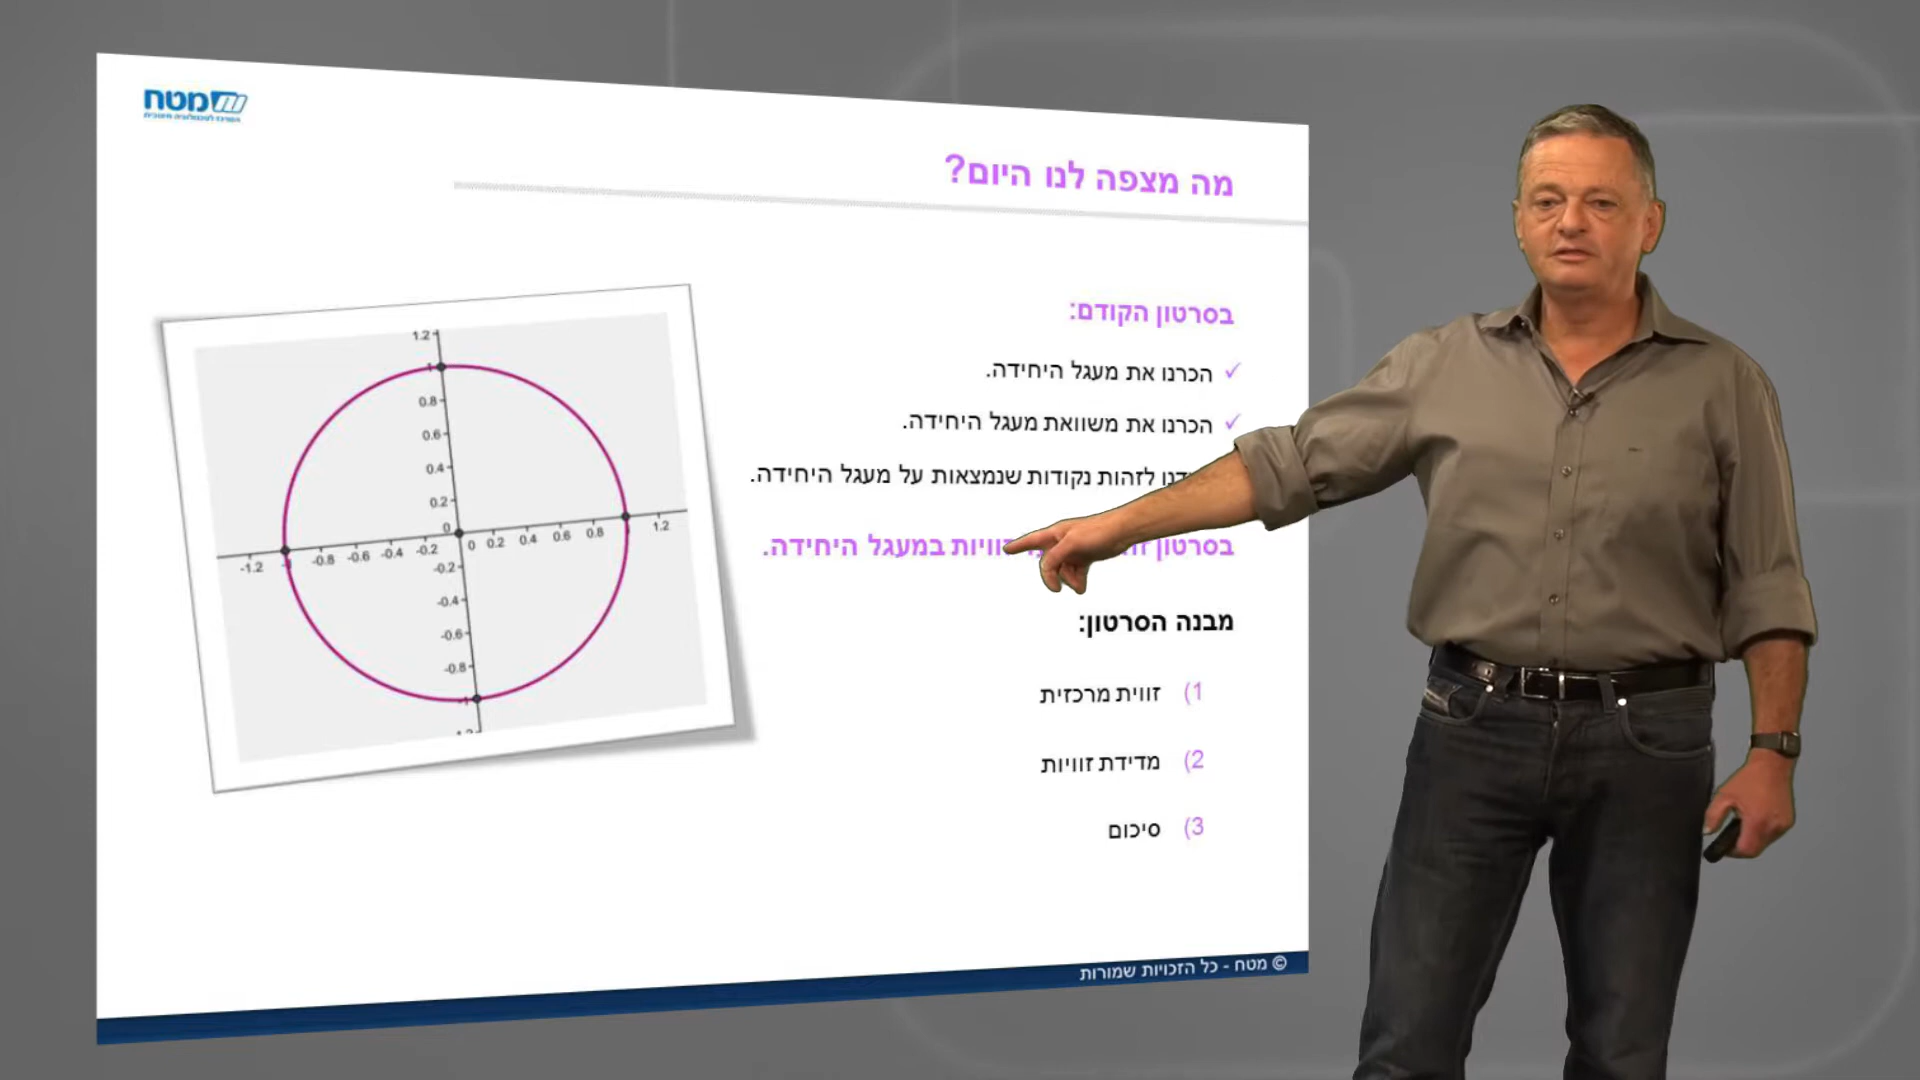 מטח
המרכז לטכנולוגיה חינוכית
מה מצפה לנו היום?
בסרטון הקודם:
✓ הכרנו את מעגל היחידה.
✓ הכרנו את משוואת מעגל היחידה.
לזהות נקודות שנמצאות על מעגל היחידה.
בסרטון זוויות במעגל היחידה.
מבנה הסרטון:
1) זווית מרכזית
2) מדידת זוויות
3) סיכום
1.2
1
0.8
0.6
0.4
0.2
0
-1.2 -1 -0.8 -0.6 -0.4 -0.2 0 0.2 0.4 0.6 0.8 1.2
-0.2
-0.4
-0.6
-0.8
-1
© מטח - כל הזכויות שמורות